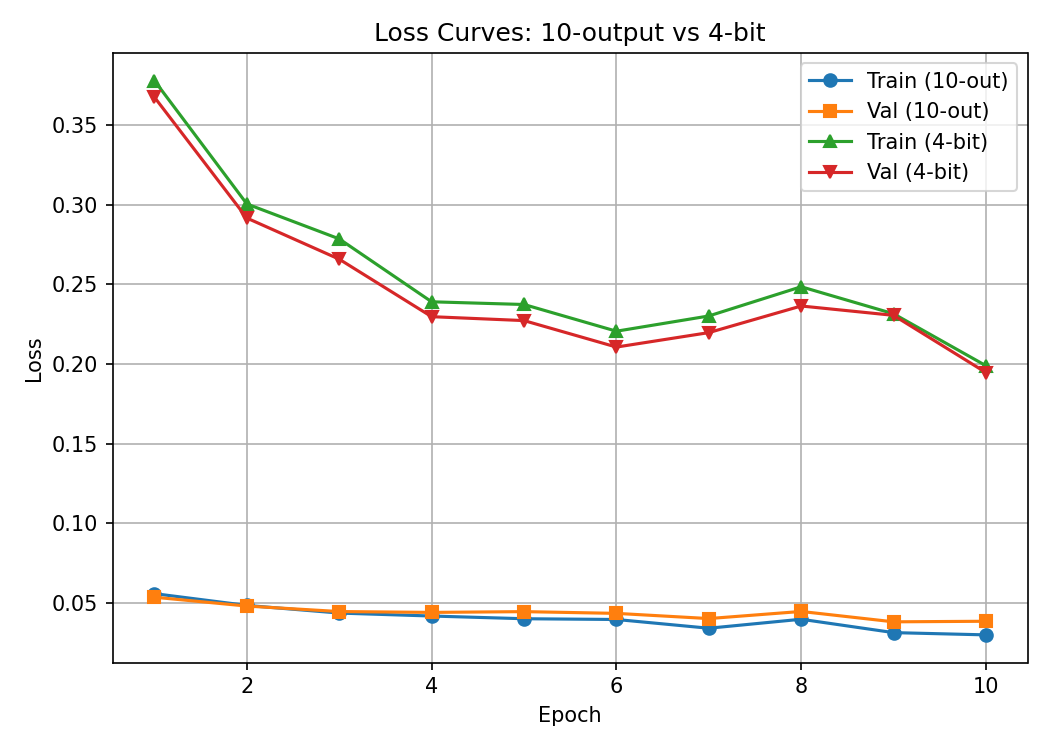 Loss Curves: 10-output vs 4-bit
Train (10-out)
Val (10-out)
Train (4-bit)
Val (4-bit)
Loss
0.35
0.30
0.25
0.20
0.15
0.10
0.05
2 4 6 8 10
Epoch